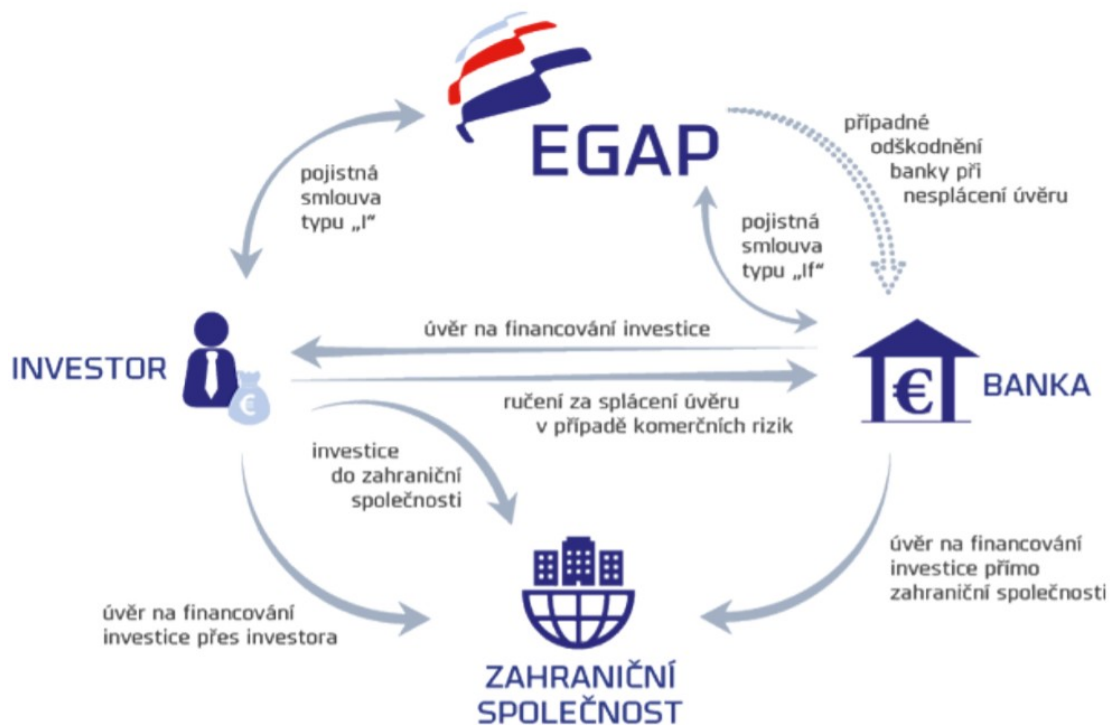 EGAP
pojistná
smlouva
typu „I“
případné
odškodnění
banky při
nesplácení úvěru
pojistná
smlouva
typu „If“
INVESTOR
úvěr na financování investice
BANKA
€
€
ručení za splácení úvěru
v případě komerčních rizik
investice
do zahraniční
společnosti
úvěr na financování
investice přes investora
úvěr na financování
investice přímo
zahraniční společnosti
ZAHRANIČNÍ
SPOLEČNOST